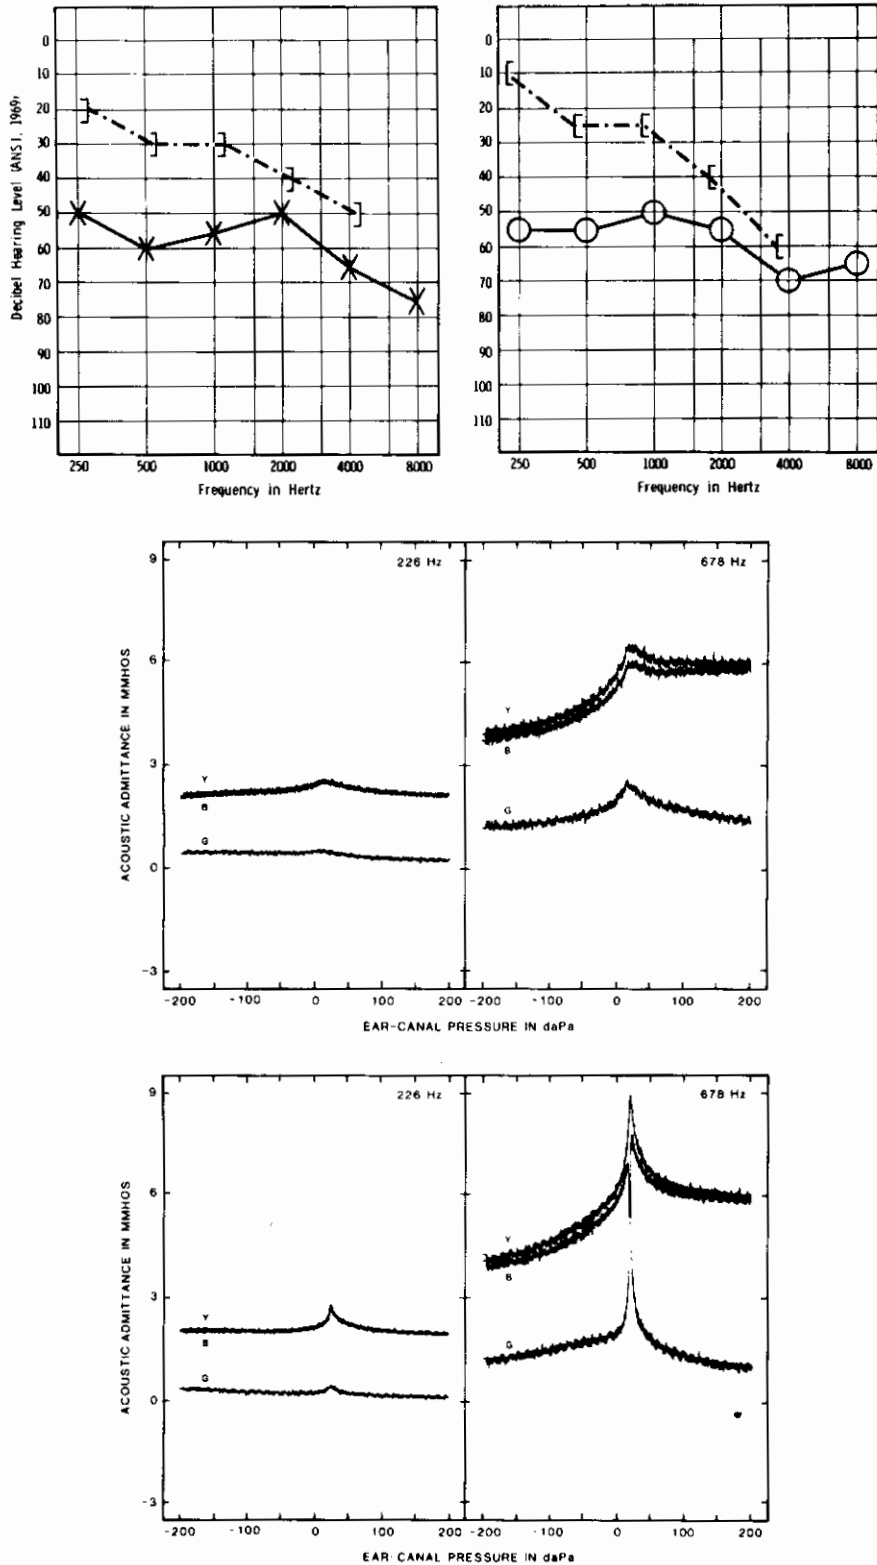 Decibel Hearing Level (ANSI, 1969)
0
10
20
30
40
50
60
70
80
90
100
110
250 500 1000 2000 4000 8000
Frequency in Hertz
0
10
20
30
40
50
60
70
80
90
100
110
250 500 1000 2000 4000 8000
Frequency in Hertz
ACOUSTIC ADMITTANCE IN MMHOS
226 Hz 678 Hz
9
6
3
0
-3
Y
B
G
Y
B
G
-200 -100 0 100 200 -200 -100 0 100 200
EAR-CANAL PRESSURE IN daPa
ACOUSTIC ADMITTANCE IN MMHOS
226 Hz 678 Hz
9
6
3
0
-3
Y
B
G
Y
B
G
-200 -100 0 100 200 -200 -100 0 100 200
EAR-CANAL PRESSURE IN daPa